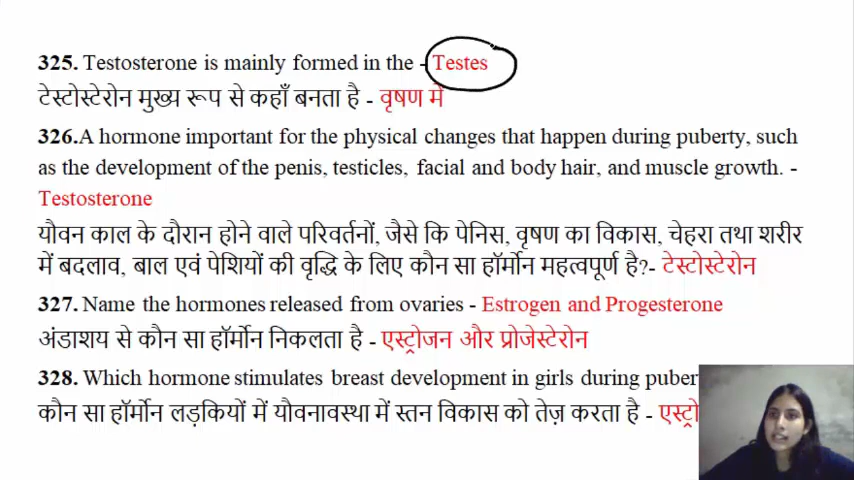 325. Testosterone is mainly formed in the - Testes
टेस्टोस्टेरोन मुख्य रूप से कहाँ बनता है - वृषण में
326.A hormone important for the physical changes that happen during puberty, such
as the development of the penis, testicles, facial and body hair, and muscle growth. -
Testosterone
यौवन काल के दौरान होने वाले परिवर्तनों, जैसे कि पेनिस, वृषण का विकास, चेहरा तथा शरीर
में बदलाव, बाल एवं पेशियों की वृद्धि के लिए कौन सा हॉर्मोन महत्वपूर्ण है?- टेस्टोस्टेरोन
327. Name the hormones released from ovaries - Estrogen and Progesterone
अंडाशय से कौन सा हॉर्मोन निकलता है - एस्ट्रोजन और प्रोजेस्टेरोन
328. Which hormone stimulates breast development in girls during puber
कौन सा हॉर्मोन लड़कियों में यौवनावस्था में स्तन विकास को तेज़ करता है - एस्ट्रो